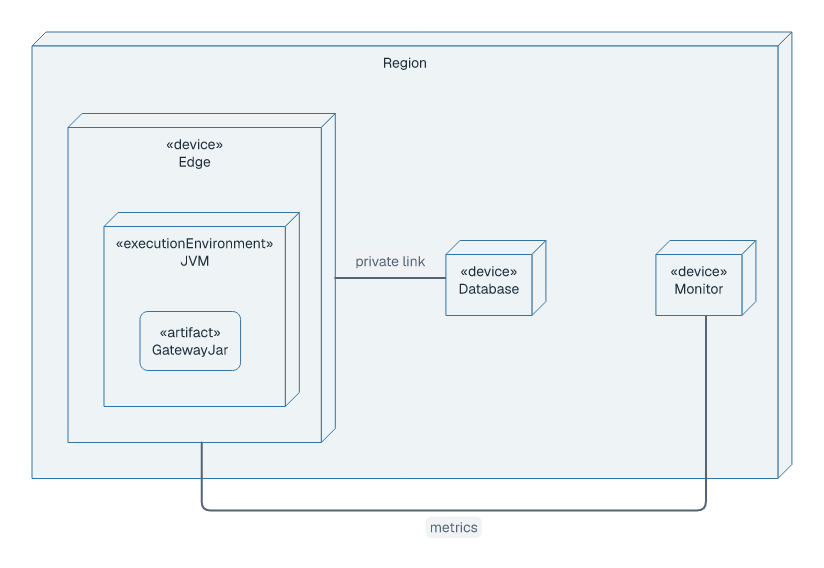 Region
«device»
Edge
«executionEnvironment»
JVM
«artifact»
GatewayJar
private link
«device»
Database
«device»
Monitor
metrics